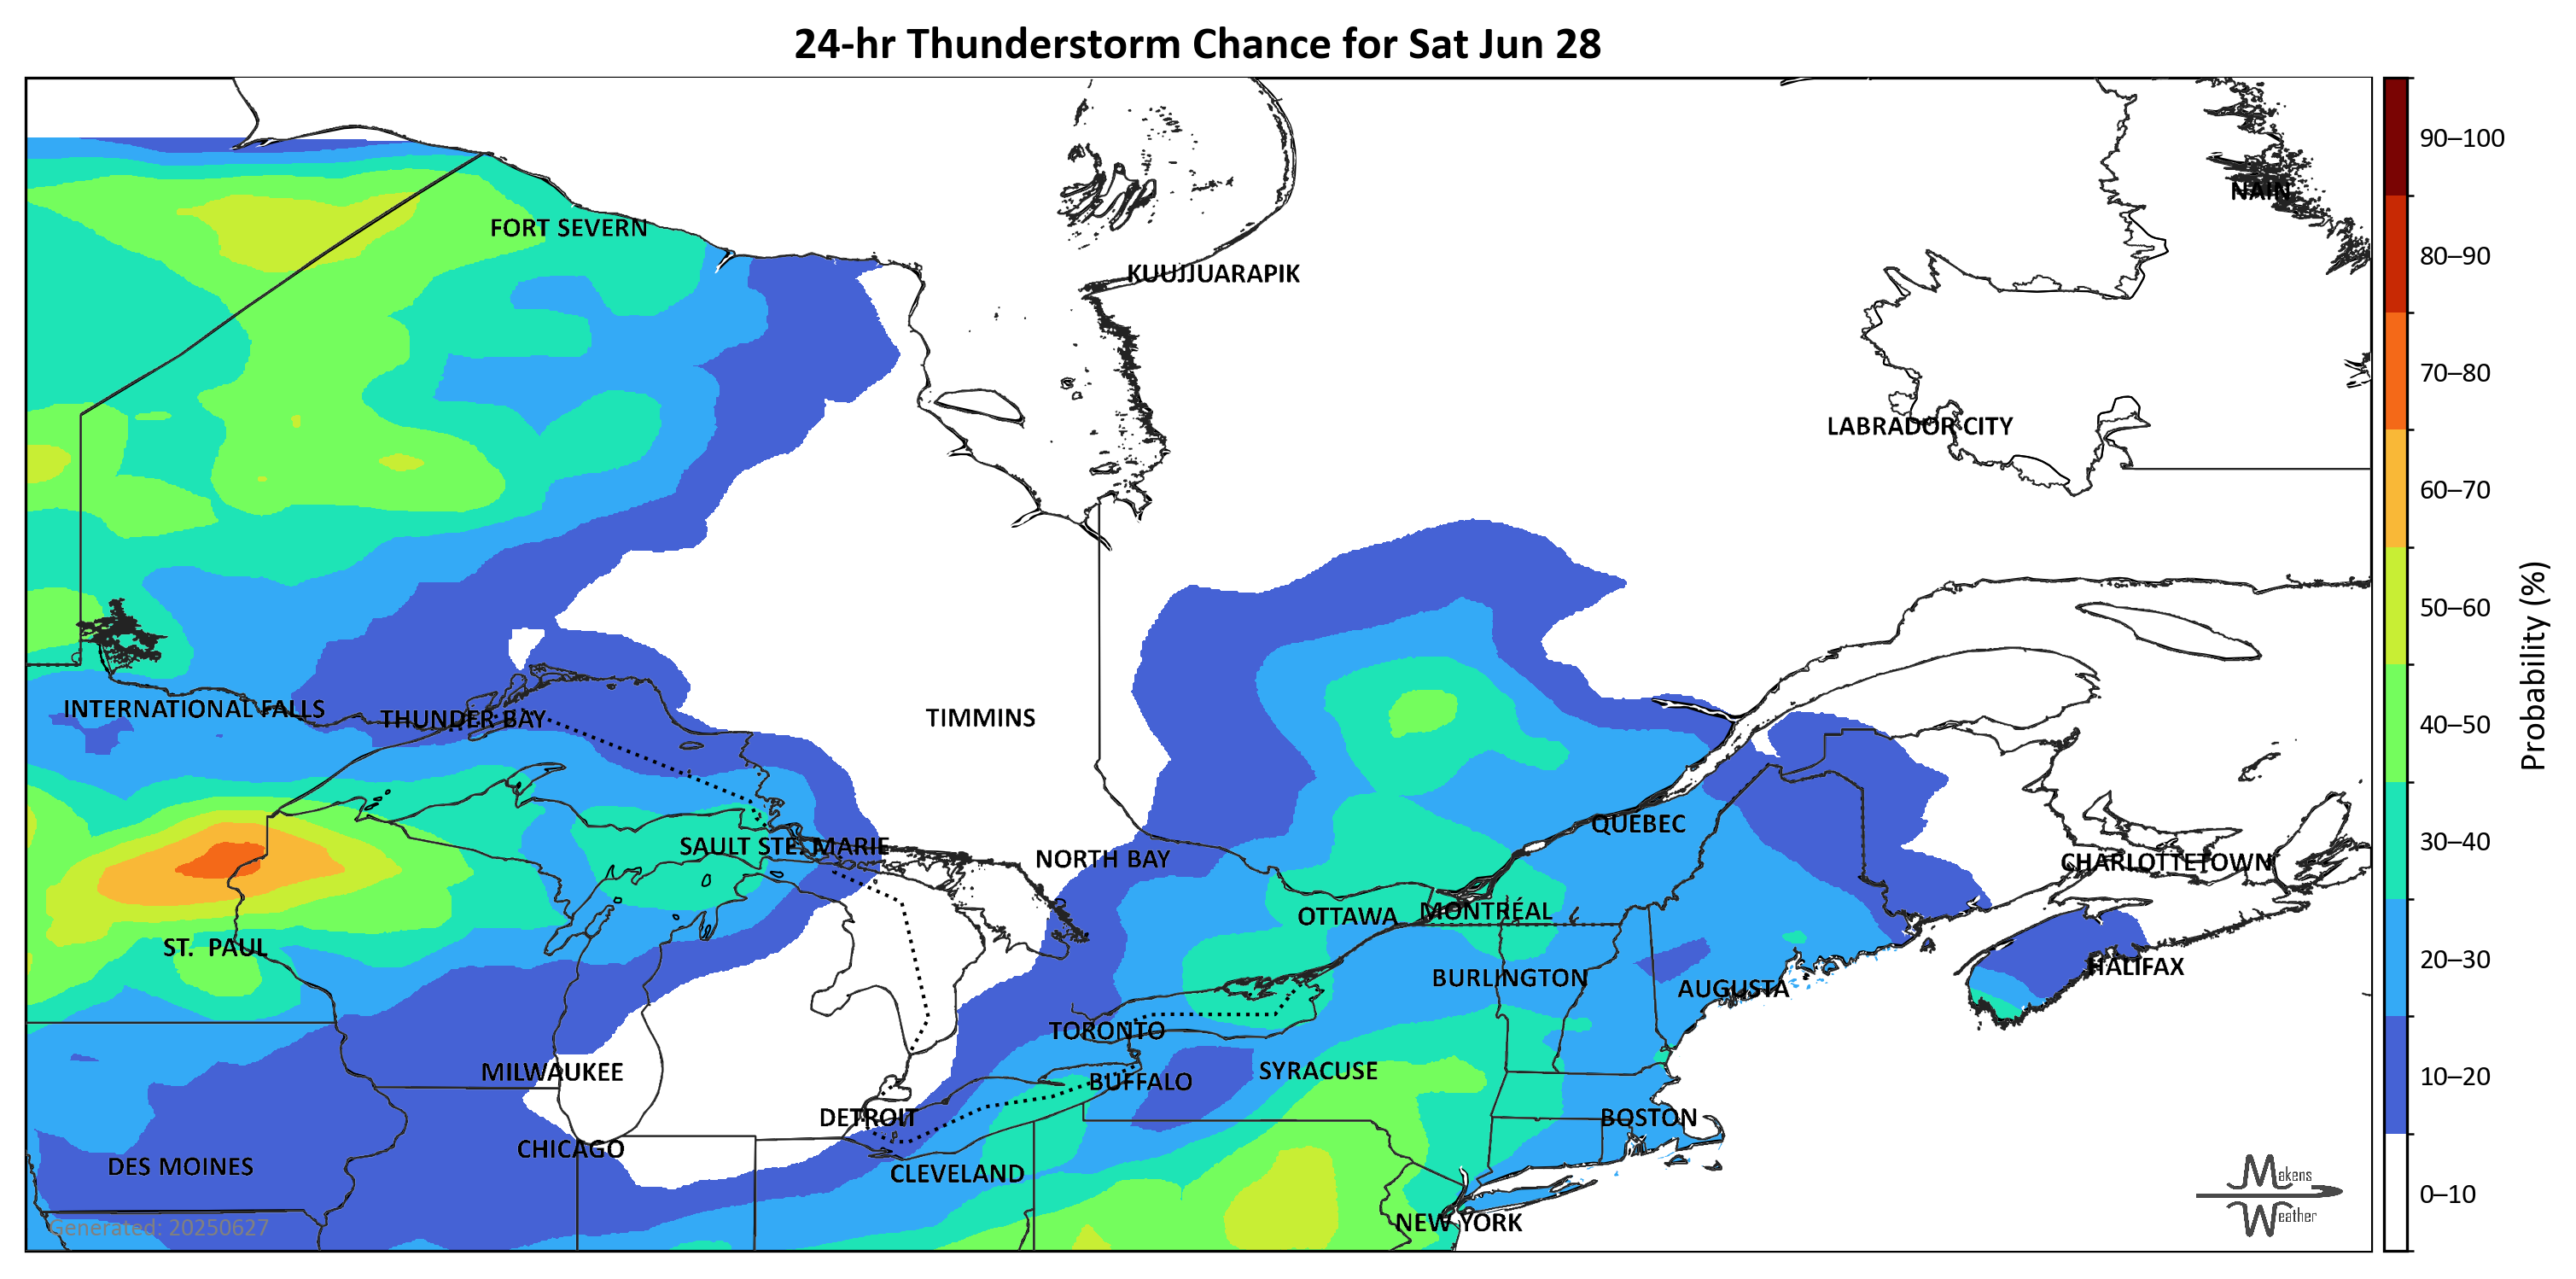 24-hr Thunderstorm Chance for Sat Jun 28
90–100
NAIN
FORT SEVERN
80–90
KUUJJUARAPIK
70–80
LABRADOR CITY
60–70
50–60
Probability (%)
INTERNATIONAL FALLS
THUNDER BAY
TIMMINS
40–50
QUEBEC
SAULT STE. MARIE
NORTH BAY
CHARLOTTETOWN
30–40
OTTAWA
MONTRÉAL
ST. PAUL
BURLINGTON
HALIFAX
20–30
AUGUSTA
TORONTO
MILWAUKEE
BUFFALO
SYRACUSE
10–20
DETROIT
BOSTON
CHICAGO
DES MOINES
CLEVELAND
Makens
Weather
0–10
NEW YORK
Generated: 20250627